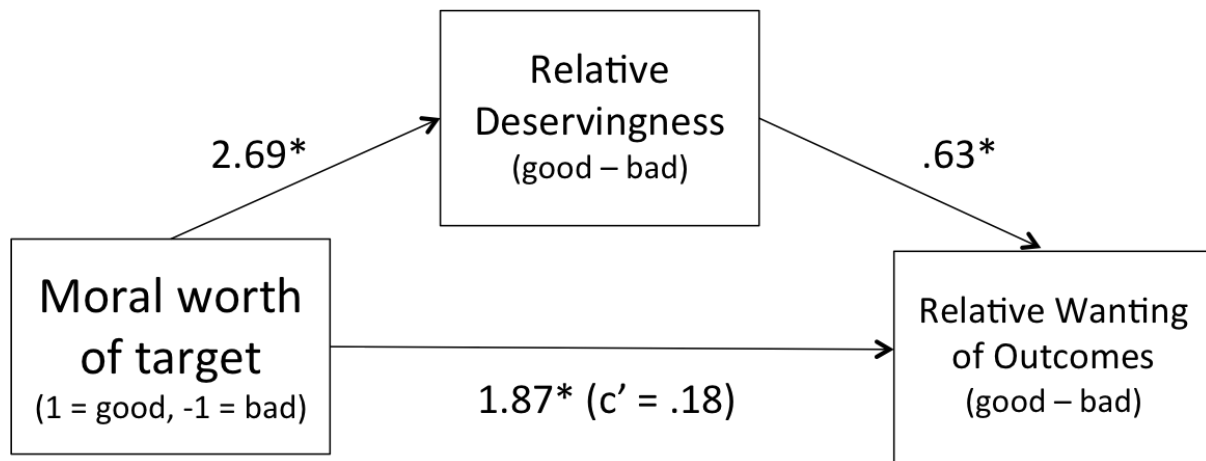 Relative
Deservingness
(good – bad)
2.69*
.63*
Moral worth
of target
(1 = good, -1 = bad)
1.87* (c’ = .18)
Relative Wanting
of Outcomes
(good – bad)